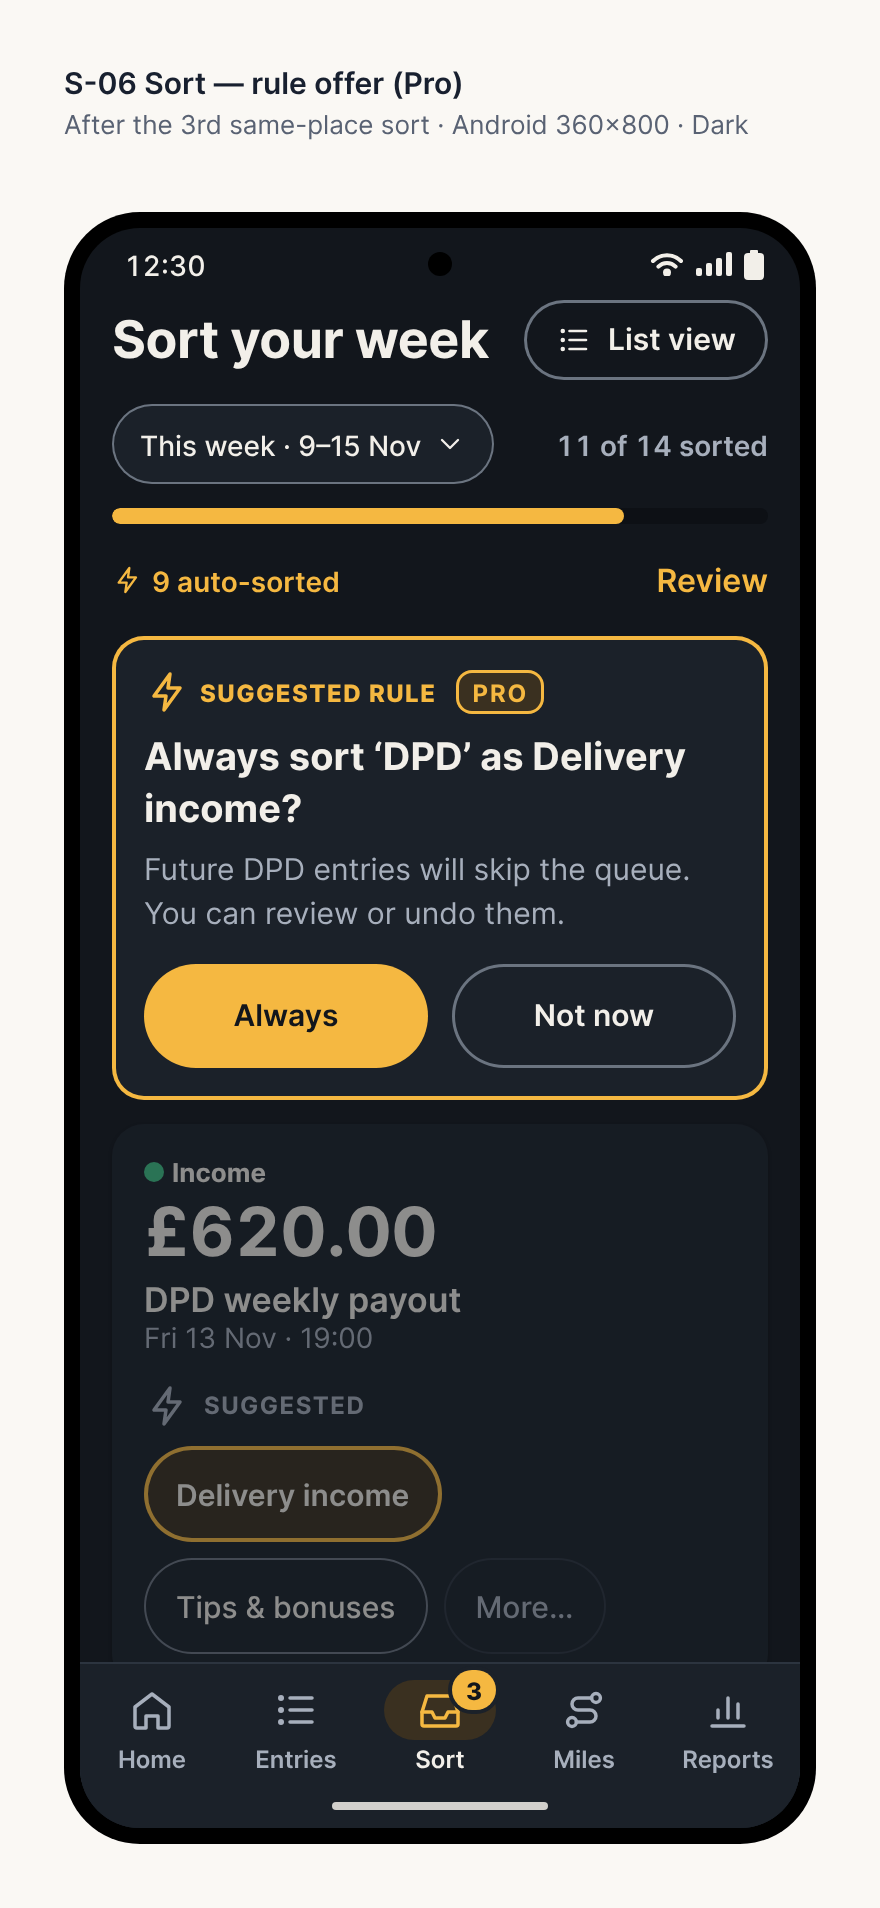 S-06 Sort — rule offer (Pro)
After the 3rd same-place sort · Android 360×800 · Dark
12:30
Sort your week
List view
This week · 9–15 Nov
11 of 14 sorted
9 auto-sorted
Review
SUGGESTED RULE
PRO
Always sort ‘DPD’ as Delivery
income?
Future DPD entries will skip the queue.
You can review or undo them.
Always
Not now
Income
£620.00
DPD weekly payout
Fri 13 Nov · 19:00
SUGGESTED
Delivery income
Tips & bonuses
More...
3
Home
Entries
Sort
Miles
Reports